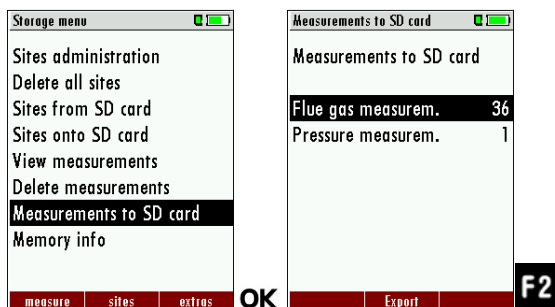 Storage menu
Sites administration
Delete all sites
Sites from SD card
Sites onto SD card
View measurements
Delete measurements
Measurements to SD card
Memory info
measure sites extras
OK
Measurements to SD card
Measurements to SD card
Flue gas measurem. 36
Pressure measurem. 1
Export
F2